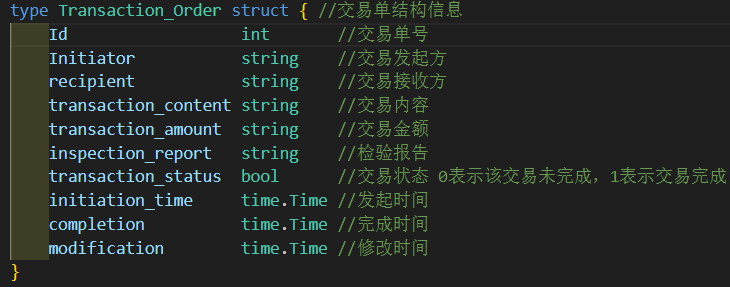 type Transaction_Order struct { //交易单结构信息
    Id                  int       //交易单号
    Initiator           string    //交易发起方
    recipient           string    //交易接收方
    transaction_content string    //交易内容
    transaction_amount  string    //交易金额
    inspection_report   string    //检验报告
    transaction_status  bool      //交易状态 0表示该交易未完成，1表示交易完成
    initiation_time     time.Time //发起时间
    completion          time.Time //完成时间
    modification        time.Time //修改时间
}